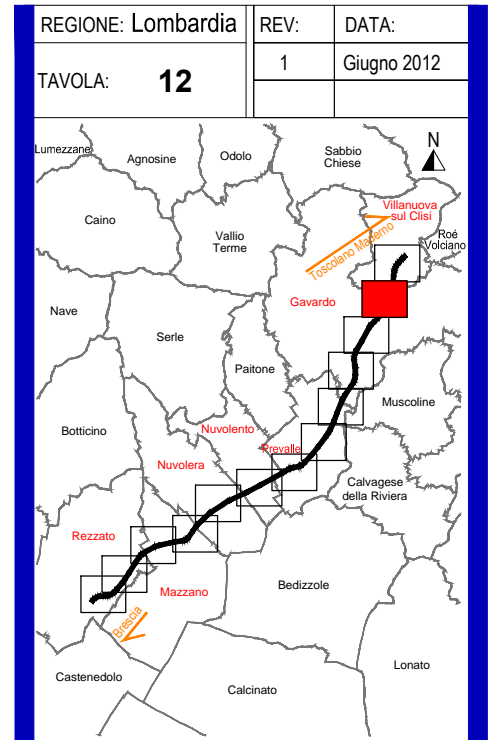 REGIONE: Lombardia
REV:
DATA:
TAVOLA: 12
1
Giugno 2012
Lumezzane
Agnosine
Odolo
Sabbio
Chiese
N
Caino
Vallio
Terme
Villanuova
sul Clisi
Roé
Volciano
Toscolano Maderno
Gavardo
Nave
Serle
Paitone
Muscoline
Botticino
Nuvolento
Prevalle
Nuvolera
Calvagese
della Riviera
Rezzato
Mazzano
Bedizzole
Brescia
Castenedolo
Calcinato
Lonato